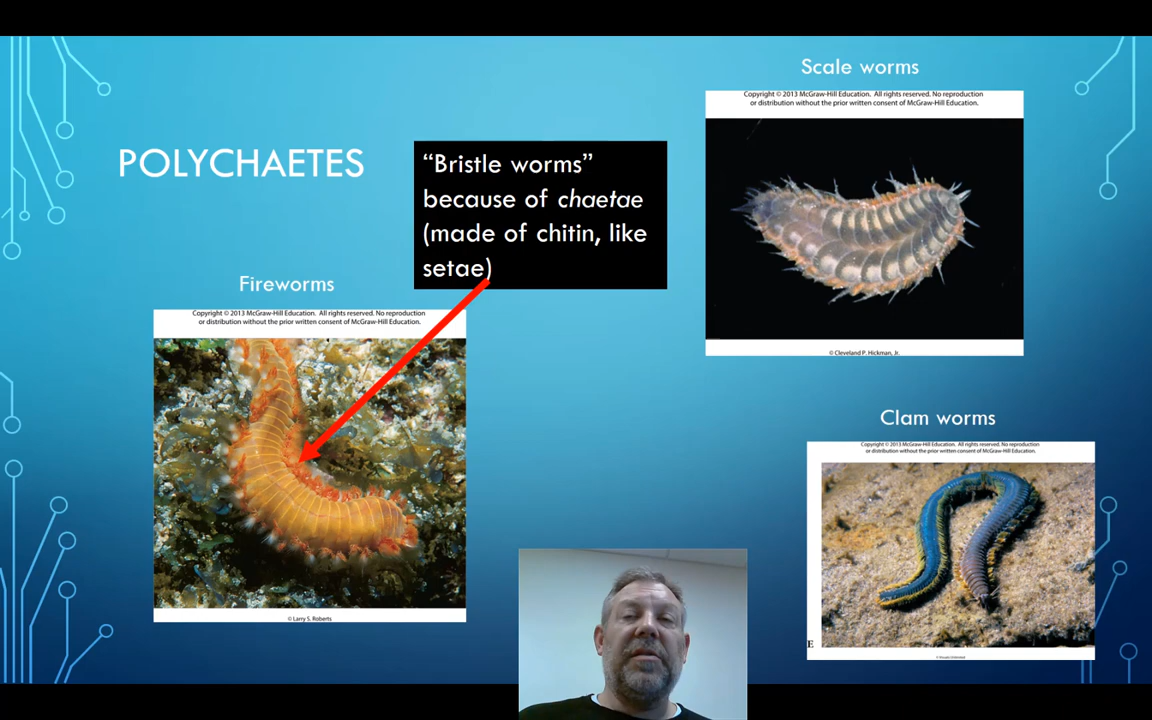 Scale worms
Copyright © 2013 McGraw-Hill Education. All rights reserved. No reproduction
or distribution without the prior written consent of McGraw-Hill Education.
© Cleveland P. Hickman, Jr.
POLYCHAETES
“Bristle worms”
because of chaetae
(made of chitin, like
setae)
Fireworms
Copyright © 2013 McGraw-Hill Education. All rights reserved. No reproduction
or distribution without the prior written consent of McGraw-Hill Education.
© Larry S. Roberts
Clam worms
Copyright © 2013 McGraw-Hill Education. All rights reserved. No reproduction
or distribution without the prior written consent of McGraw-Hill Education.
E
© Visuals Unlimited